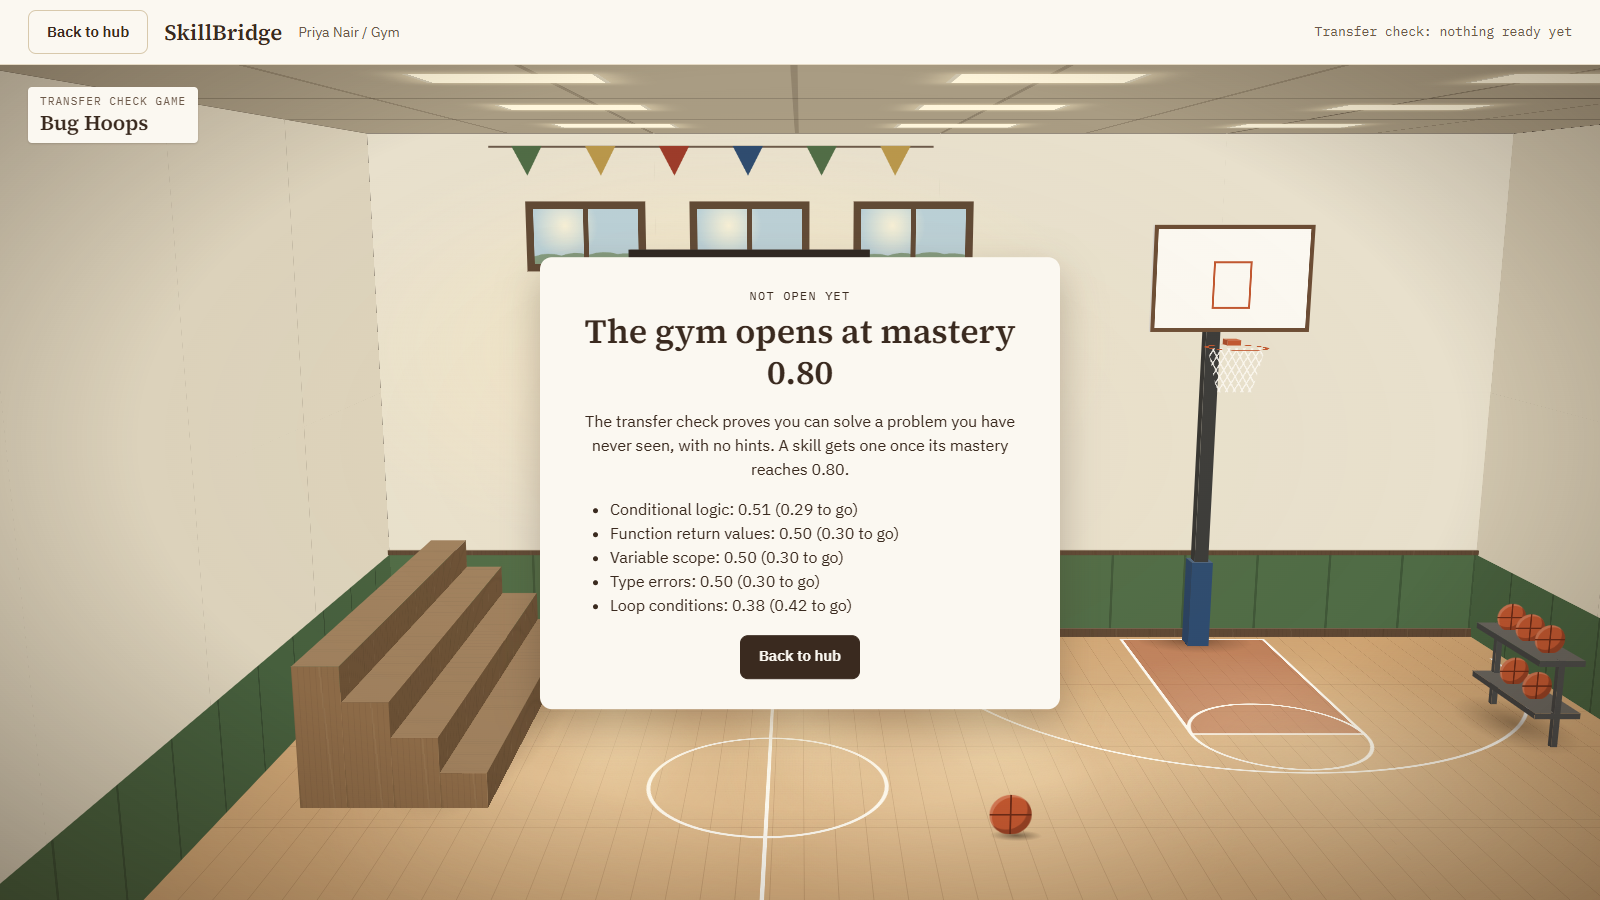 Back to hub
SkillBridge
Priya Nair / Gym
Transfer check: nothing ready yet
TRANSFER CHECK GAME
Bug Hoops
NOT OPEN YET
The gym opens at mastery
0.80
The transfer check proves you can solve a problem you have
never seen, with no hints. A skill gets one once its mastery
reaches 0.80.
• Conditional logic: 0.51 (0.29 to go)
• Function return values: 0.50 (0.30 to go)
• Variable scope: 0.50 (0.30 to go)
• Type errors: 0.50 (0.30 to go)
• Loop conditions: 0.38 (0.42 to go)
Back to hub